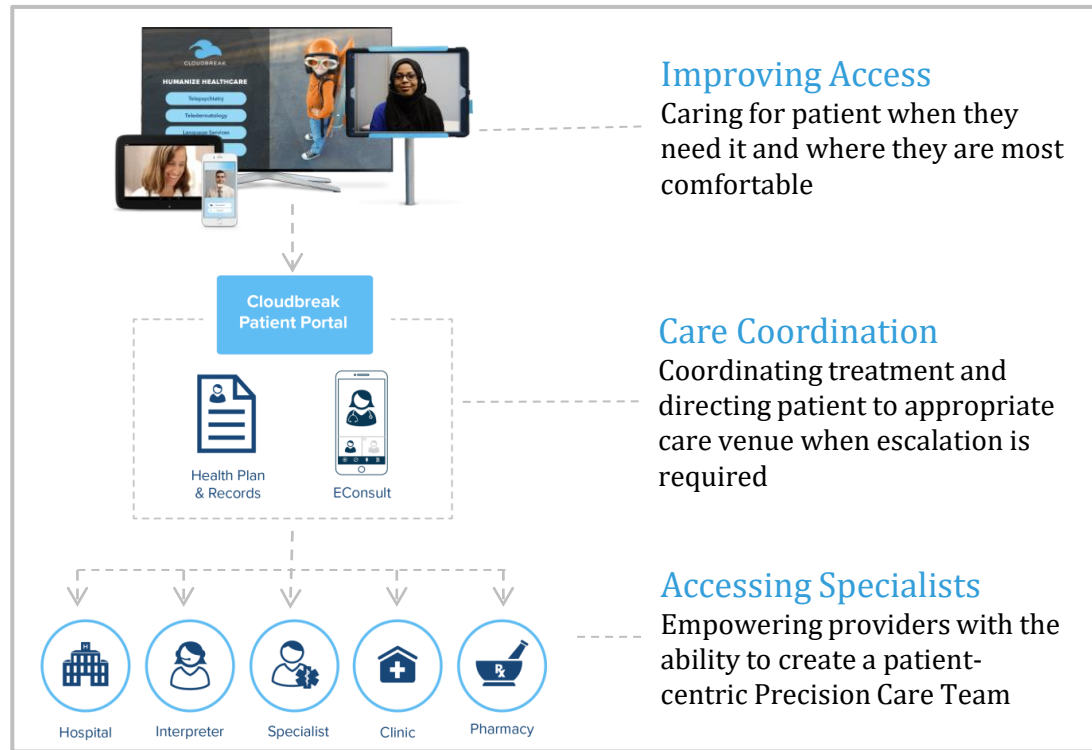 CLOUDBREAK
HUMANIZE HEALTHCARE
Telepsychiatry
Teledermatology
Language Services
Improving Access
Caring for patient when they
need it and where they are most
comfortable
Cloudbreak
Patient Portal
Health Plan
& Records
EConsult
Care Coordination
Coordinating treatment and
directing patient to appropriate
care venue when escalation is
required
H
Rx
Hospital
Interpreter
Specialist
Clinic
Pharmacy
Accessing Specialists
Empowering providers with the
ability to create a patient-
centric Precision Care Team